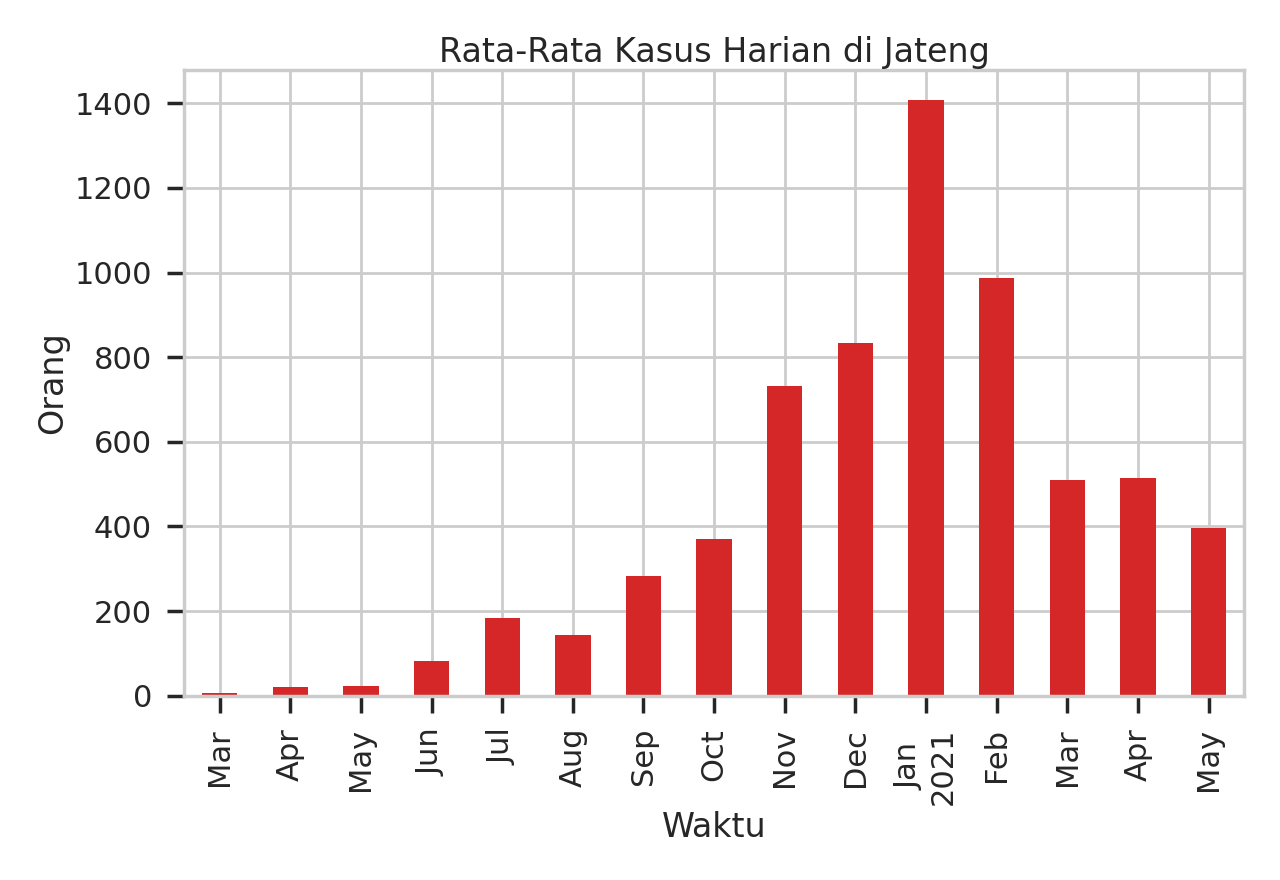 Rata-Rata Kasus Harian di Jateng
1400
1200
1000
800
600
400
200
0
Orang
Mar
Apr
May
Jun
Jul
Aug
Sep
Oct
Nov
Dec
Jan
2021
Feb
Mar
Apr
May
Waktu